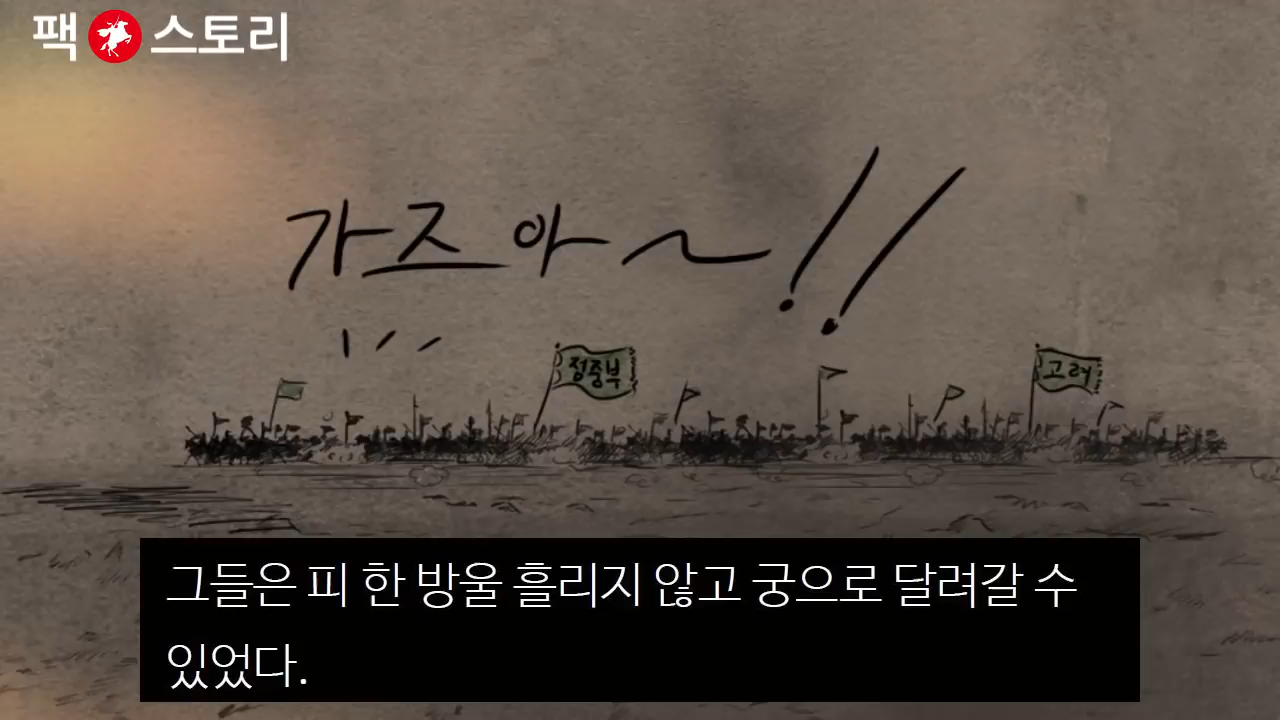 팩 스토리
가즈아~!!
정중부
고려
그들은 피 한 방울 흘리지 않고 궁으로 달려갈 수
있었다.